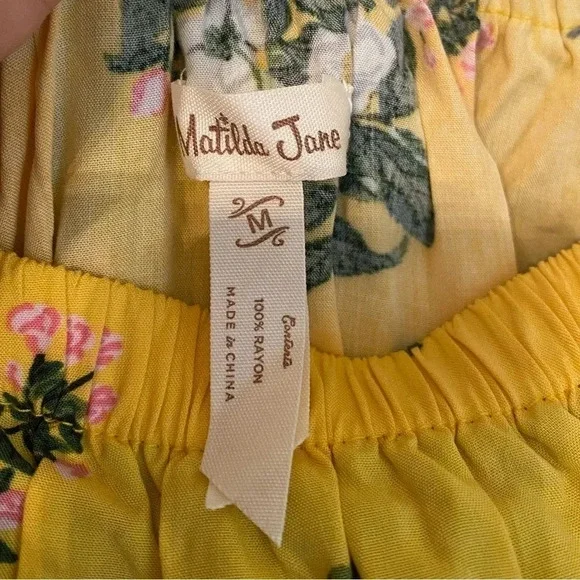 Matilda Jane
M
Contents
100% RAYON
MADE in CHINA